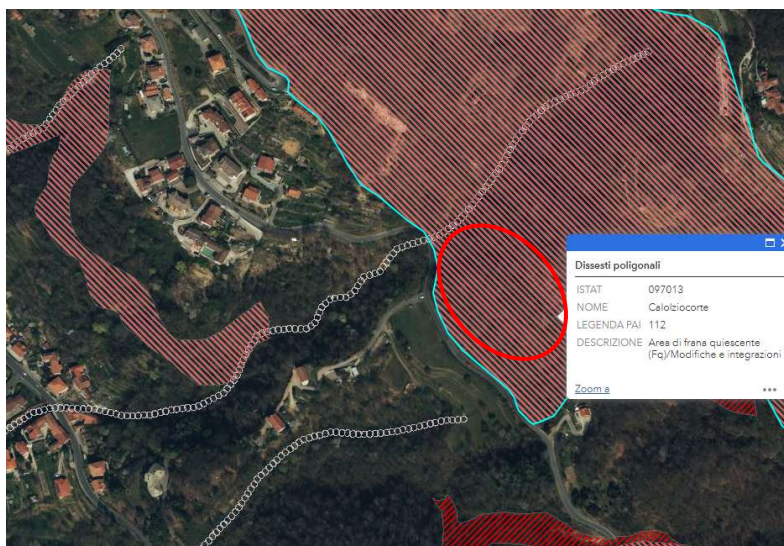 Dissesti poligonali
ISTAT 097013
NOME Calolziocorte
LEGENDA PAI 112
DESCRIZIONE Area di frana quiescente
(Fq)/Modifiche e integrazioni
Zoom a